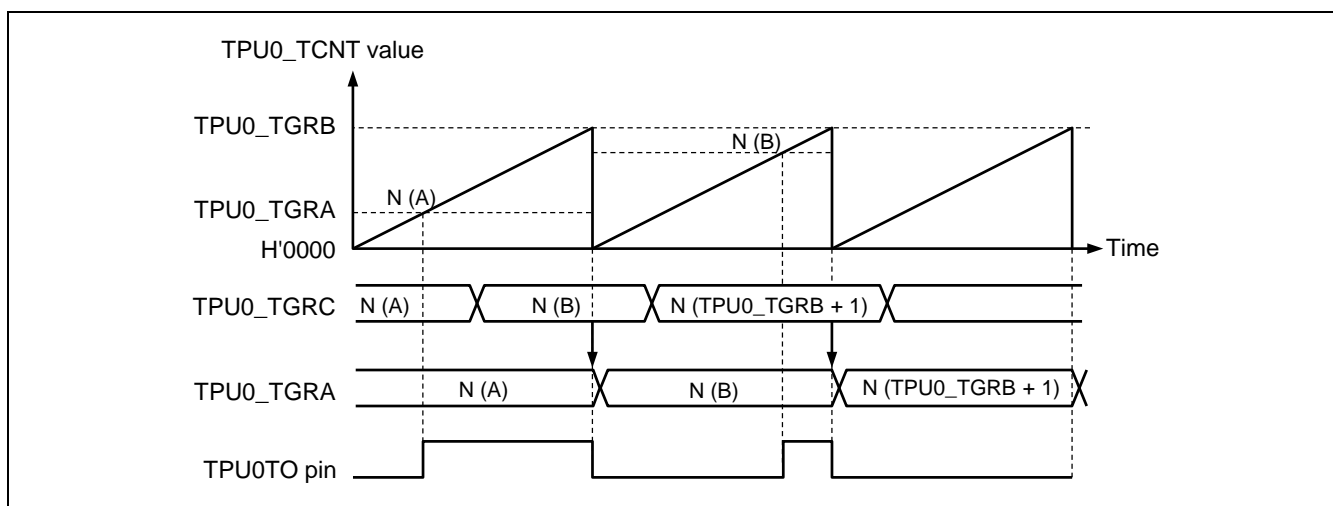 TPU0_TCNT value
TPU0_TGRB
N (B)
N (A)
TPU0_TGRA
H'0000
Time
TPU0_TGRC N (A) N (B) N (TPU0_TGRB + 1)
TPU0_TGRA N (A) N (B) N (TPU0_TGRB + 1)
TPU0TO pin